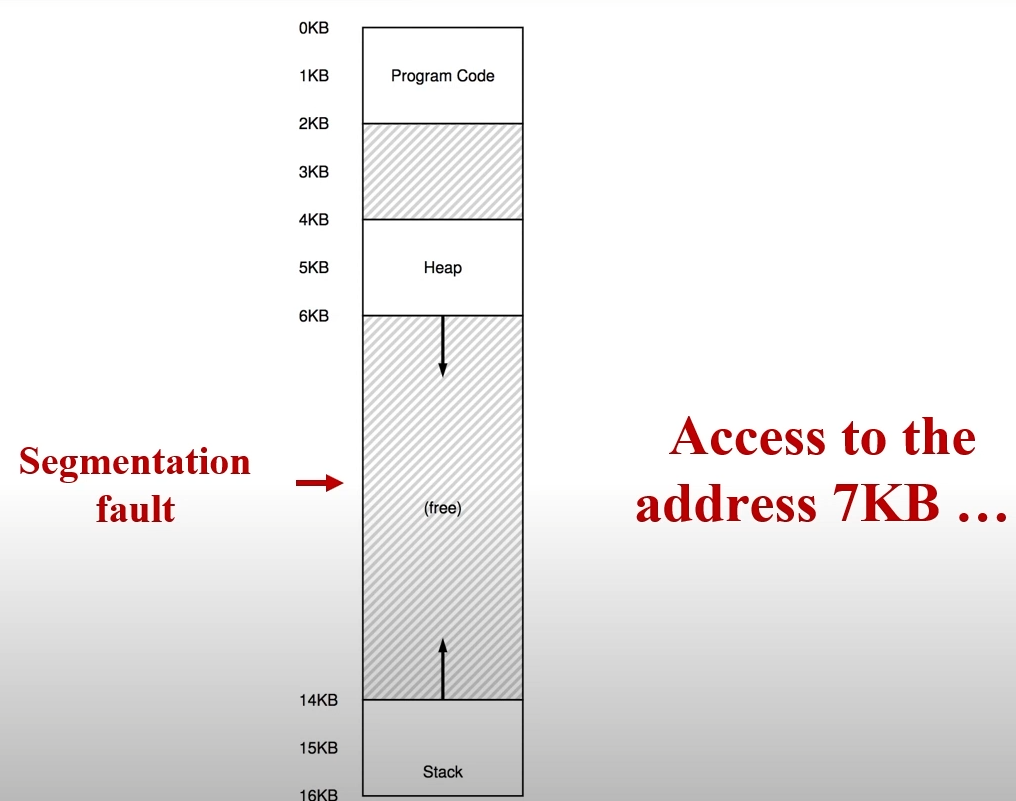 0KB
1KB
Program Code
2KB
3KB
4KB
5KB
Heap
6KB
Segmentation
fault
(free)
Access to the
address 7KB …
14KB
15KB
Stack
16KB